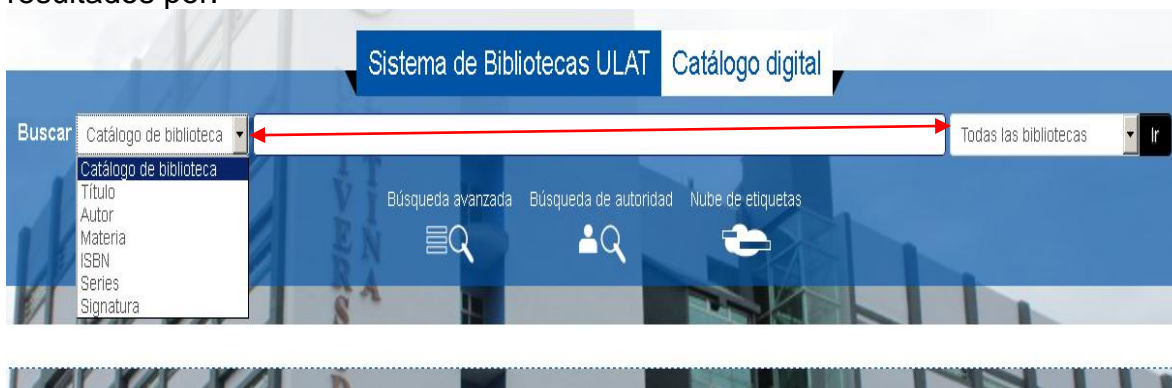 resultados por:
Sistema de Bibliotecas ULAT Catálogo digital
Buscar Catálogo de biblioteca Todas las bibliotecas Ir
Catálogo de biblioteca
Título
Autor
Materia
ISBN
Series
Signatura
Búsqueda avanzada Búsqueda de autoridad Nube de etiquetas